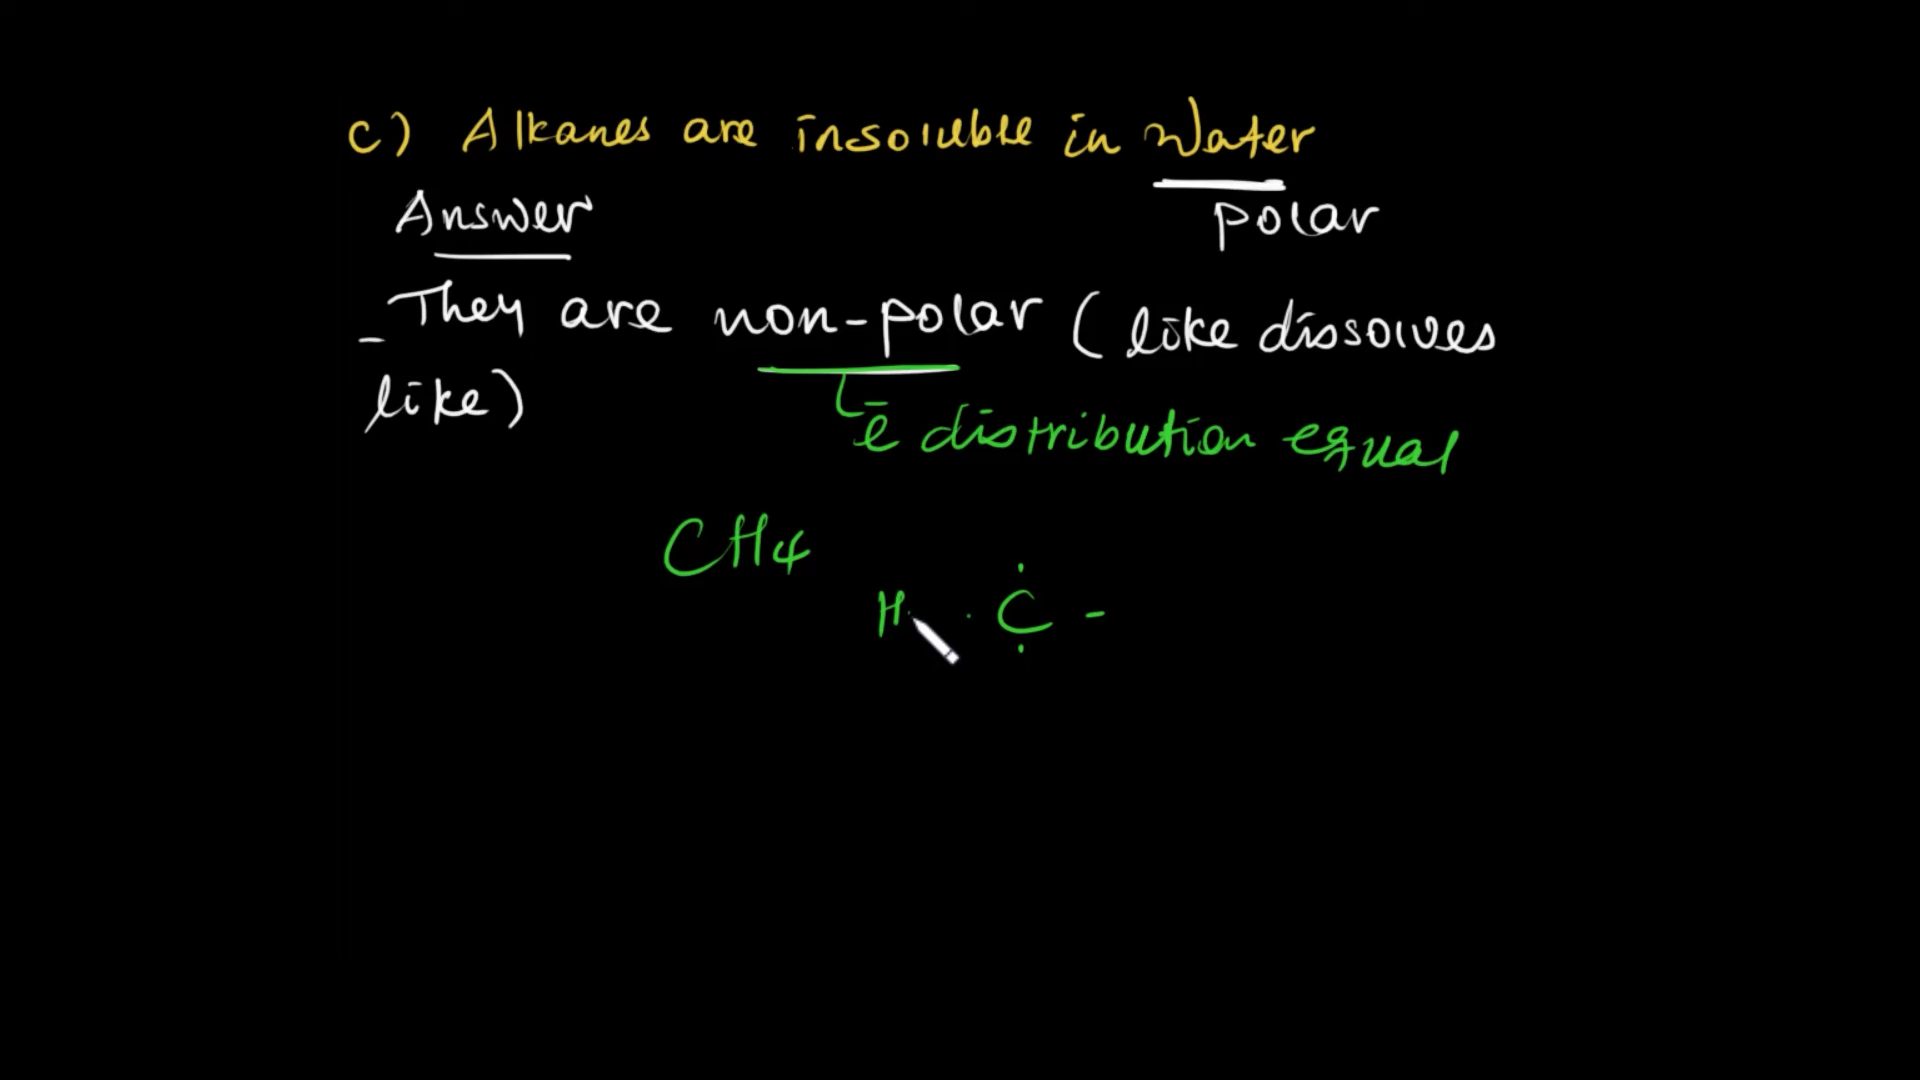 c) Alkanes are insoluble in Water
Answer
polar
- They are non-polar (like dissolves
like)
ē distribution equal
CH4
H · C -